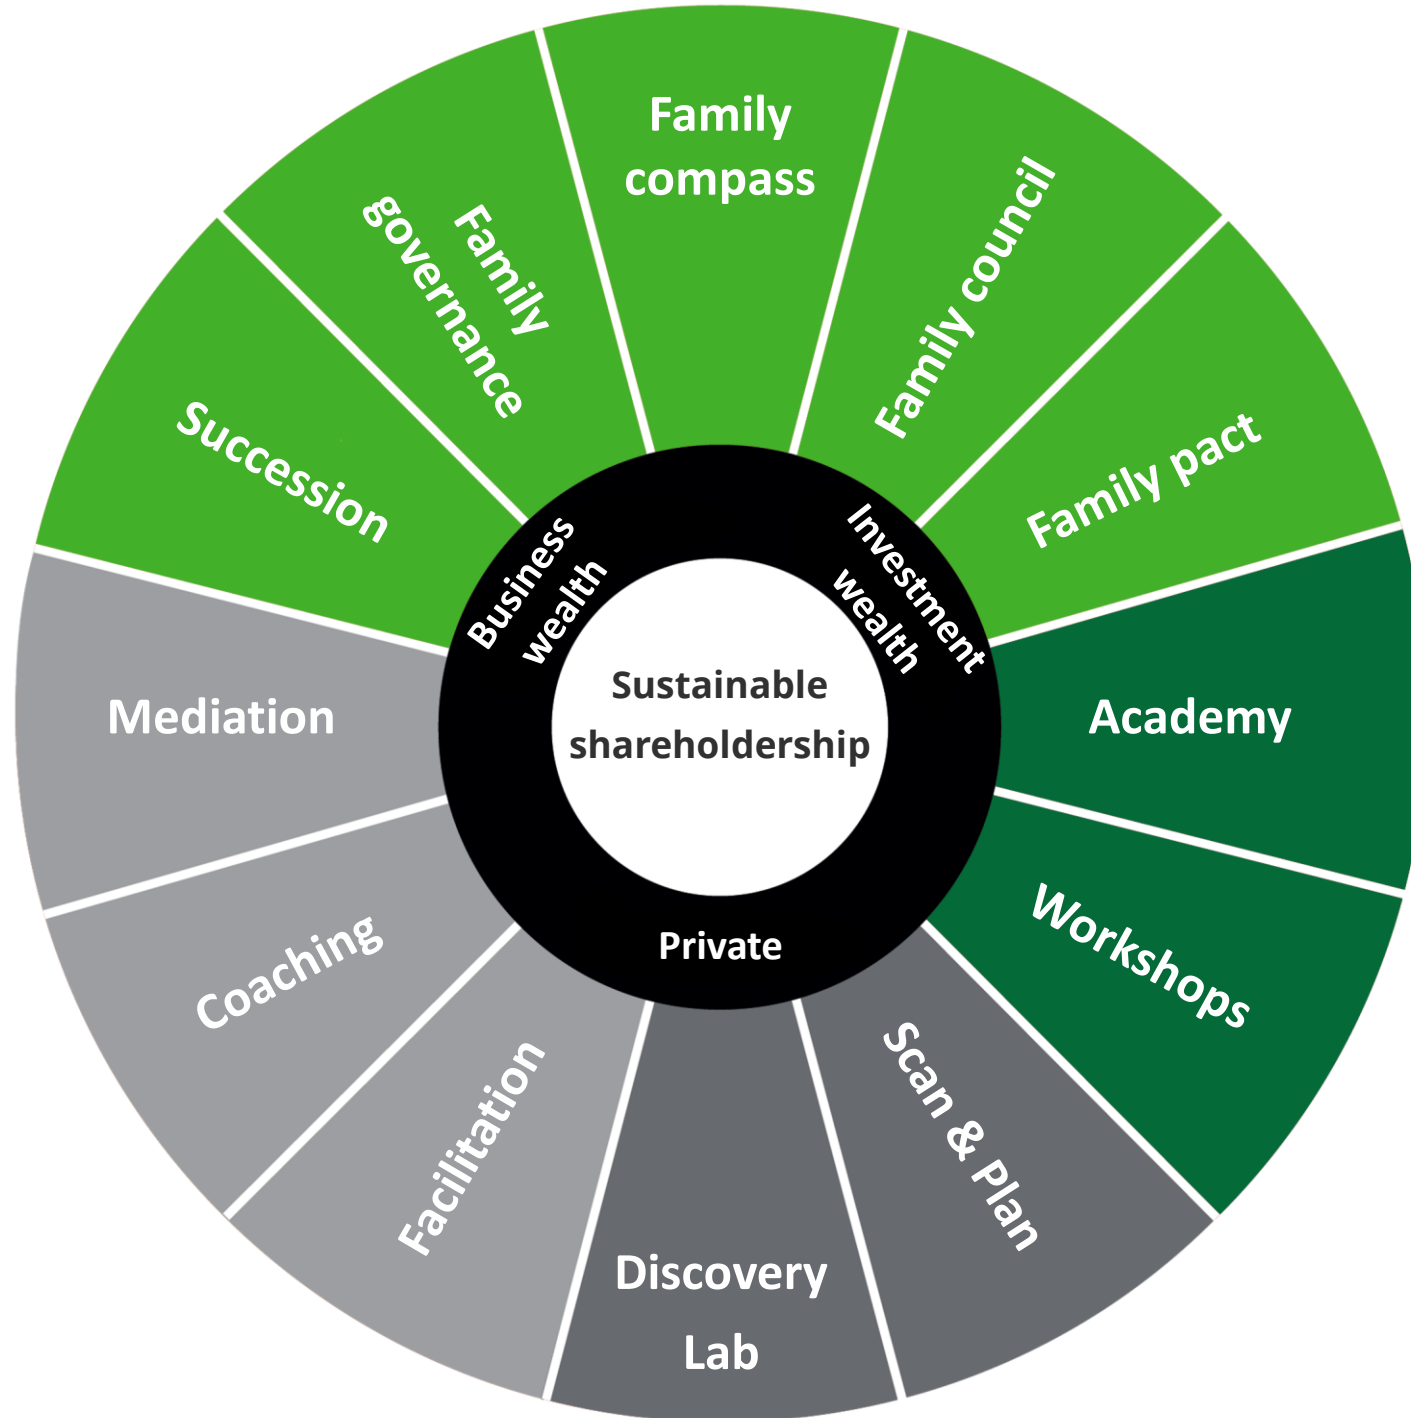 Family
compass
Family council
Family pact
Academy
Workshops
Scan & Plan
Discovery
Lab
Facilitation
Coaching
Mediation
Succession
Family
governance
Business
wealth
Investment
wealth
Private
Sustainable
shareholdership